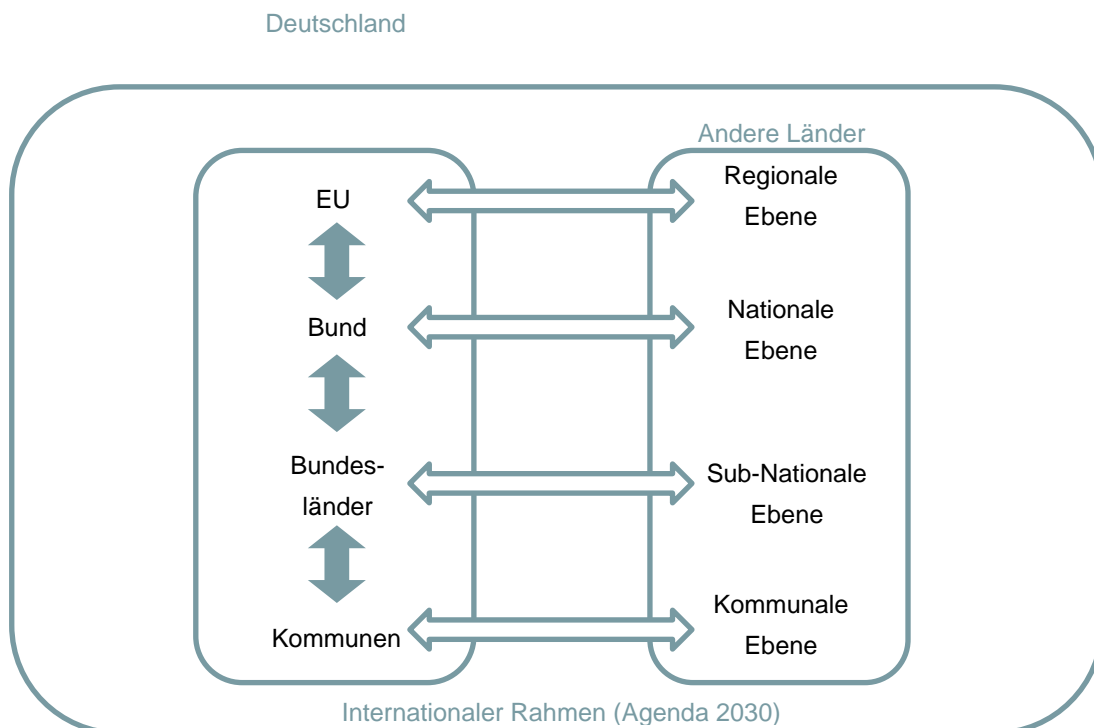 Deutschland
Andere Länder
EU
Regionale
Ebene
Bund
Nationale
Ebene
Bundes-
länder
Sub-Nationale
Ebene
Kommunen
Kommunale
Ebene
Internationaler Rahmen (Agenda 2030)